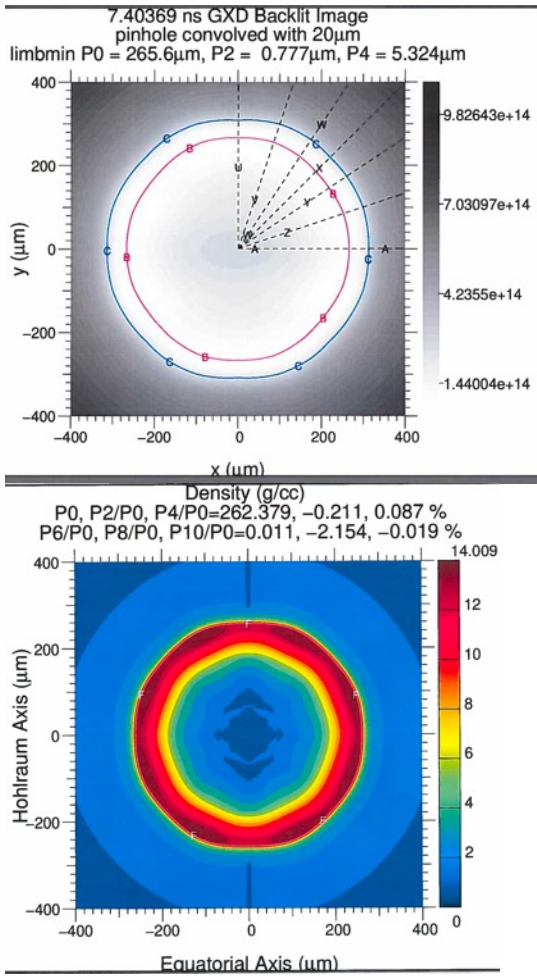 7.40369 ns GXD Backlit Image
pinhole convolved with 20μm
limbmin P0 = 265.6μm, P2 =  0.777μm, P4 = 5.324μm
400
200
0
−200
−400
y (μm)
−400
−200
0
200
400
x (μm)
C
C
C
C
C
C
C
B
B
B
B
B
B
U
W
X
Y
Z
A
A
9.82643e+14
7.03097e+14
4.2355e+14
1.44004e+14
Density (g/cc)
P0, P2/P0, P4/P0=262.379, −0.211, 0.087 %
P6/P0, P8/P0, P10/P0=0.011, −2.154, −0.019 %
400
200
0
−200
−400
Hohlraum Axis (μm)
−400
−200
0
200
400
Equatorial Axis (μm)
F
F
F
F
F
14.009
12
10
8
6
4
2
0